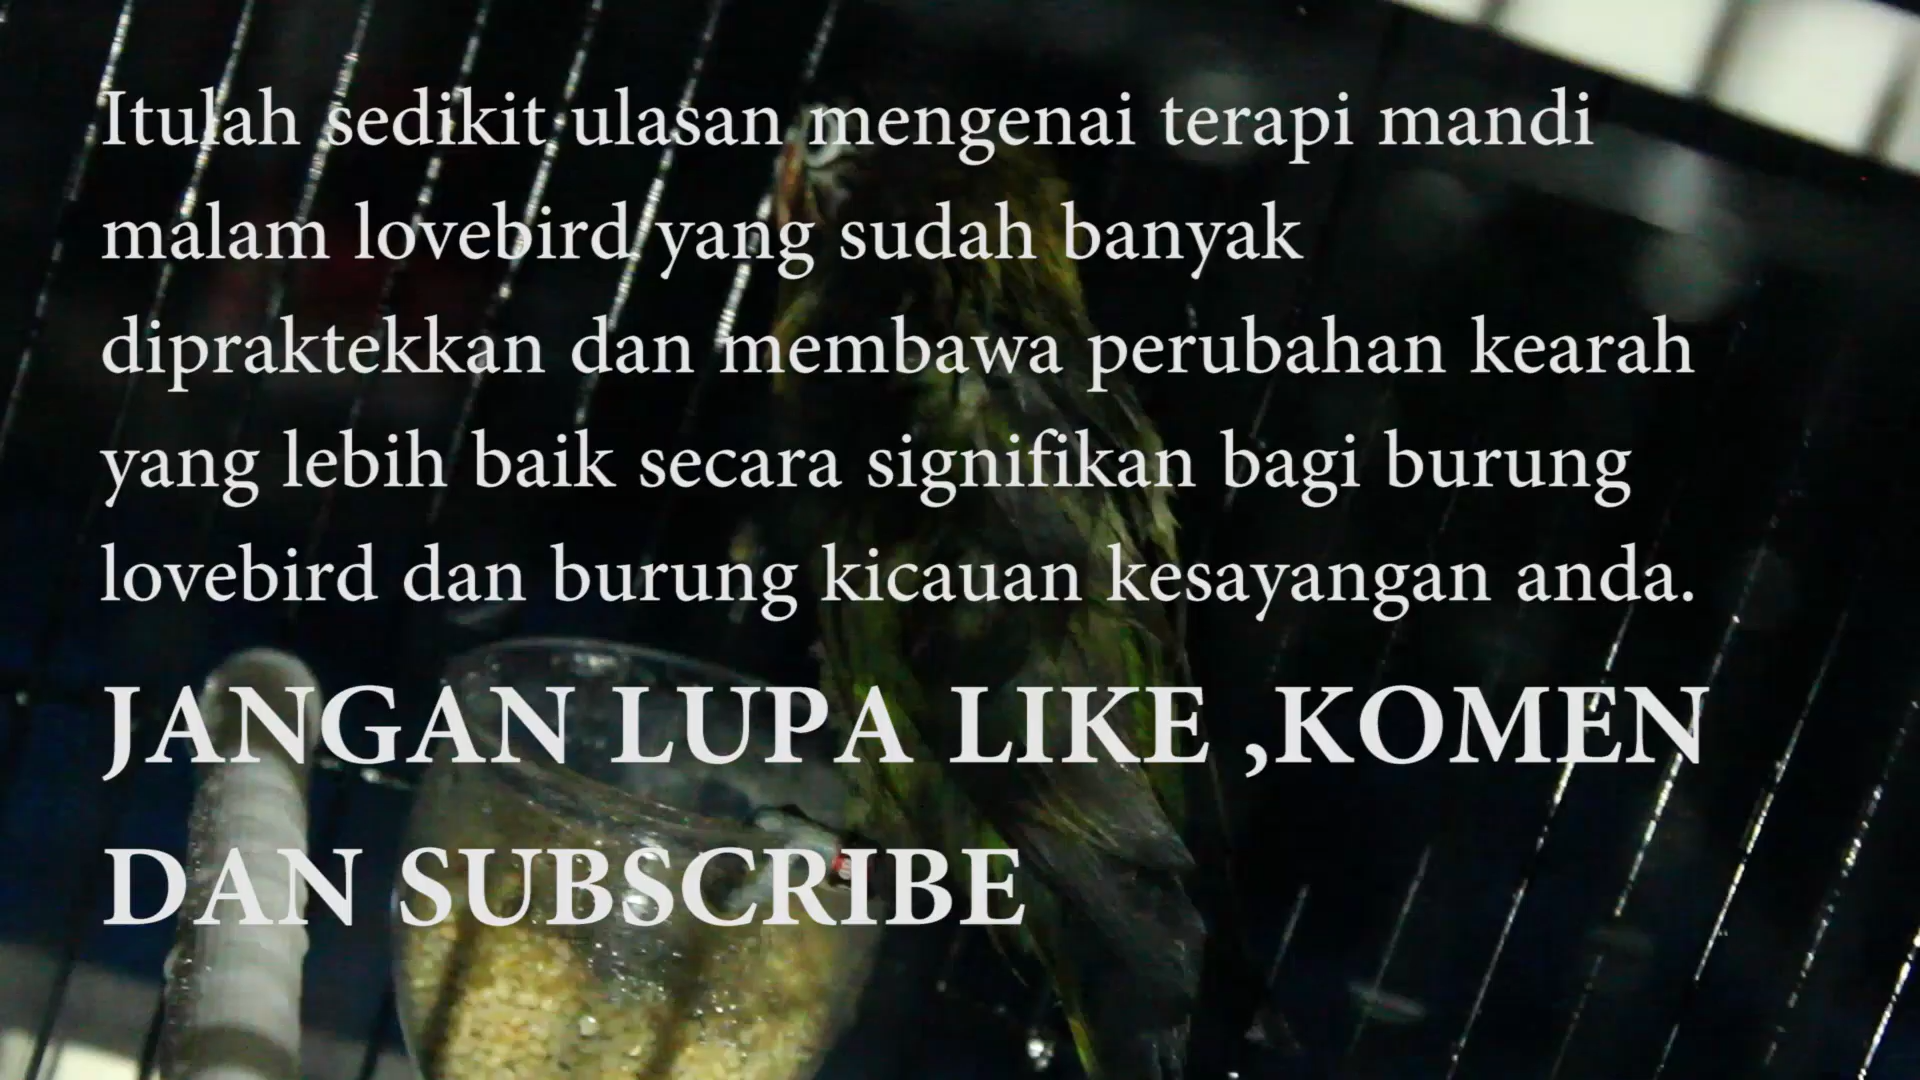 Itulah sedikit ulasan mengenai terapi mandi
malam lovebird yang sudah banyak
dipraktekkan dan membawa perubahan kearah
yang lebih baik secara signifikan bagi burung
lovebird dan burung kicauan kesayangan anda.
JANGAN LUPA LIKE ,KOMEN
DAN SUBSCRIBE